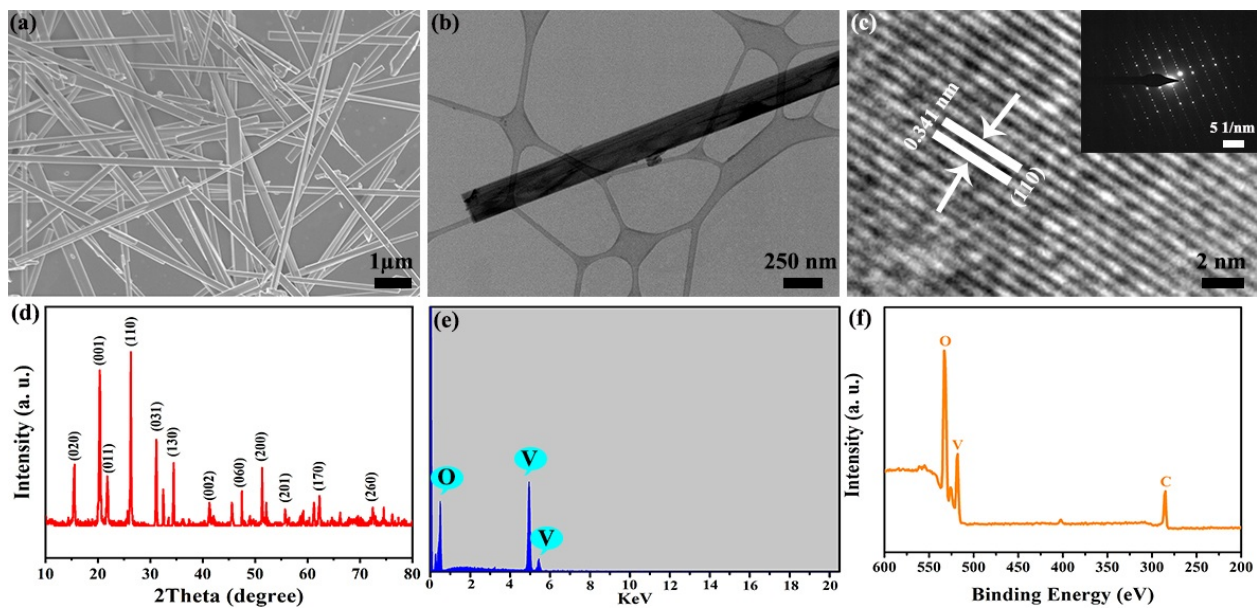 (a)
1μm
(b)
250 nm
(c)
0.341 nm
(110)
5 1/nm
2 nm
(d)
Intensity (a. u.)
(020)
(001)
(011)
(110)
(031)
(130)
(002)
(060)
(200)
(201)
(170)
(260)
10 20 30 40 50 60 70 80
2Theta (degree)
(e)
O
V
V
0 2 4 6 8 10 12 14 16 18 20
KeV
(f)
Intensity (a. u.)
O
V
C
600 550 500 450 400 350 300 250 200
Binding Energy (eV)